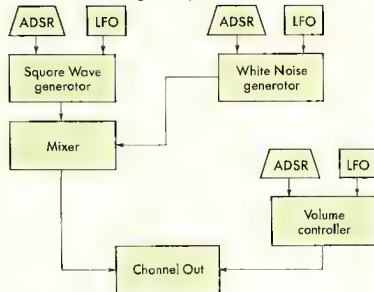 ADSR LFO ADSR LFO
Square Wave generator
White Noise generator
Mixer
ADSR LFO
Volume controller
Channel Out